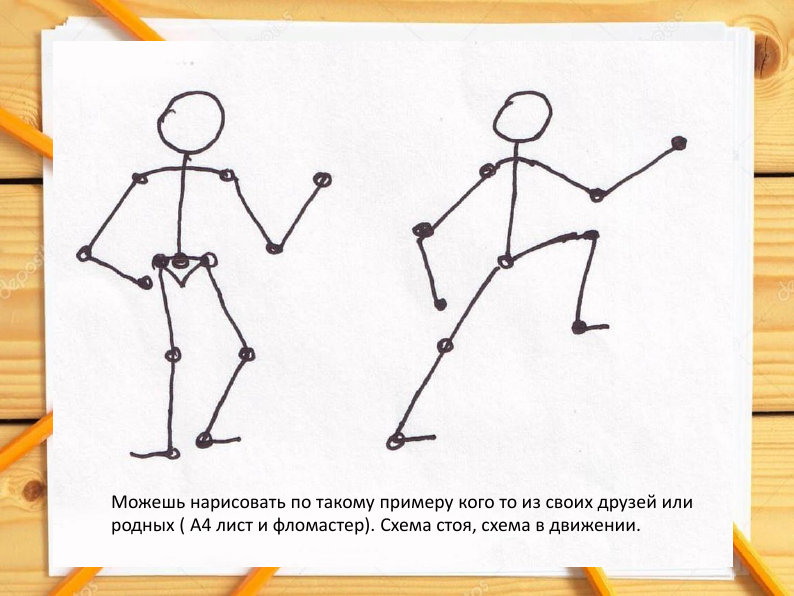 Можешь нарисовать по такому примеру кого то из своих друзей или
родных ( А4 лист и фломастер). Схема стоя, схема в движении.